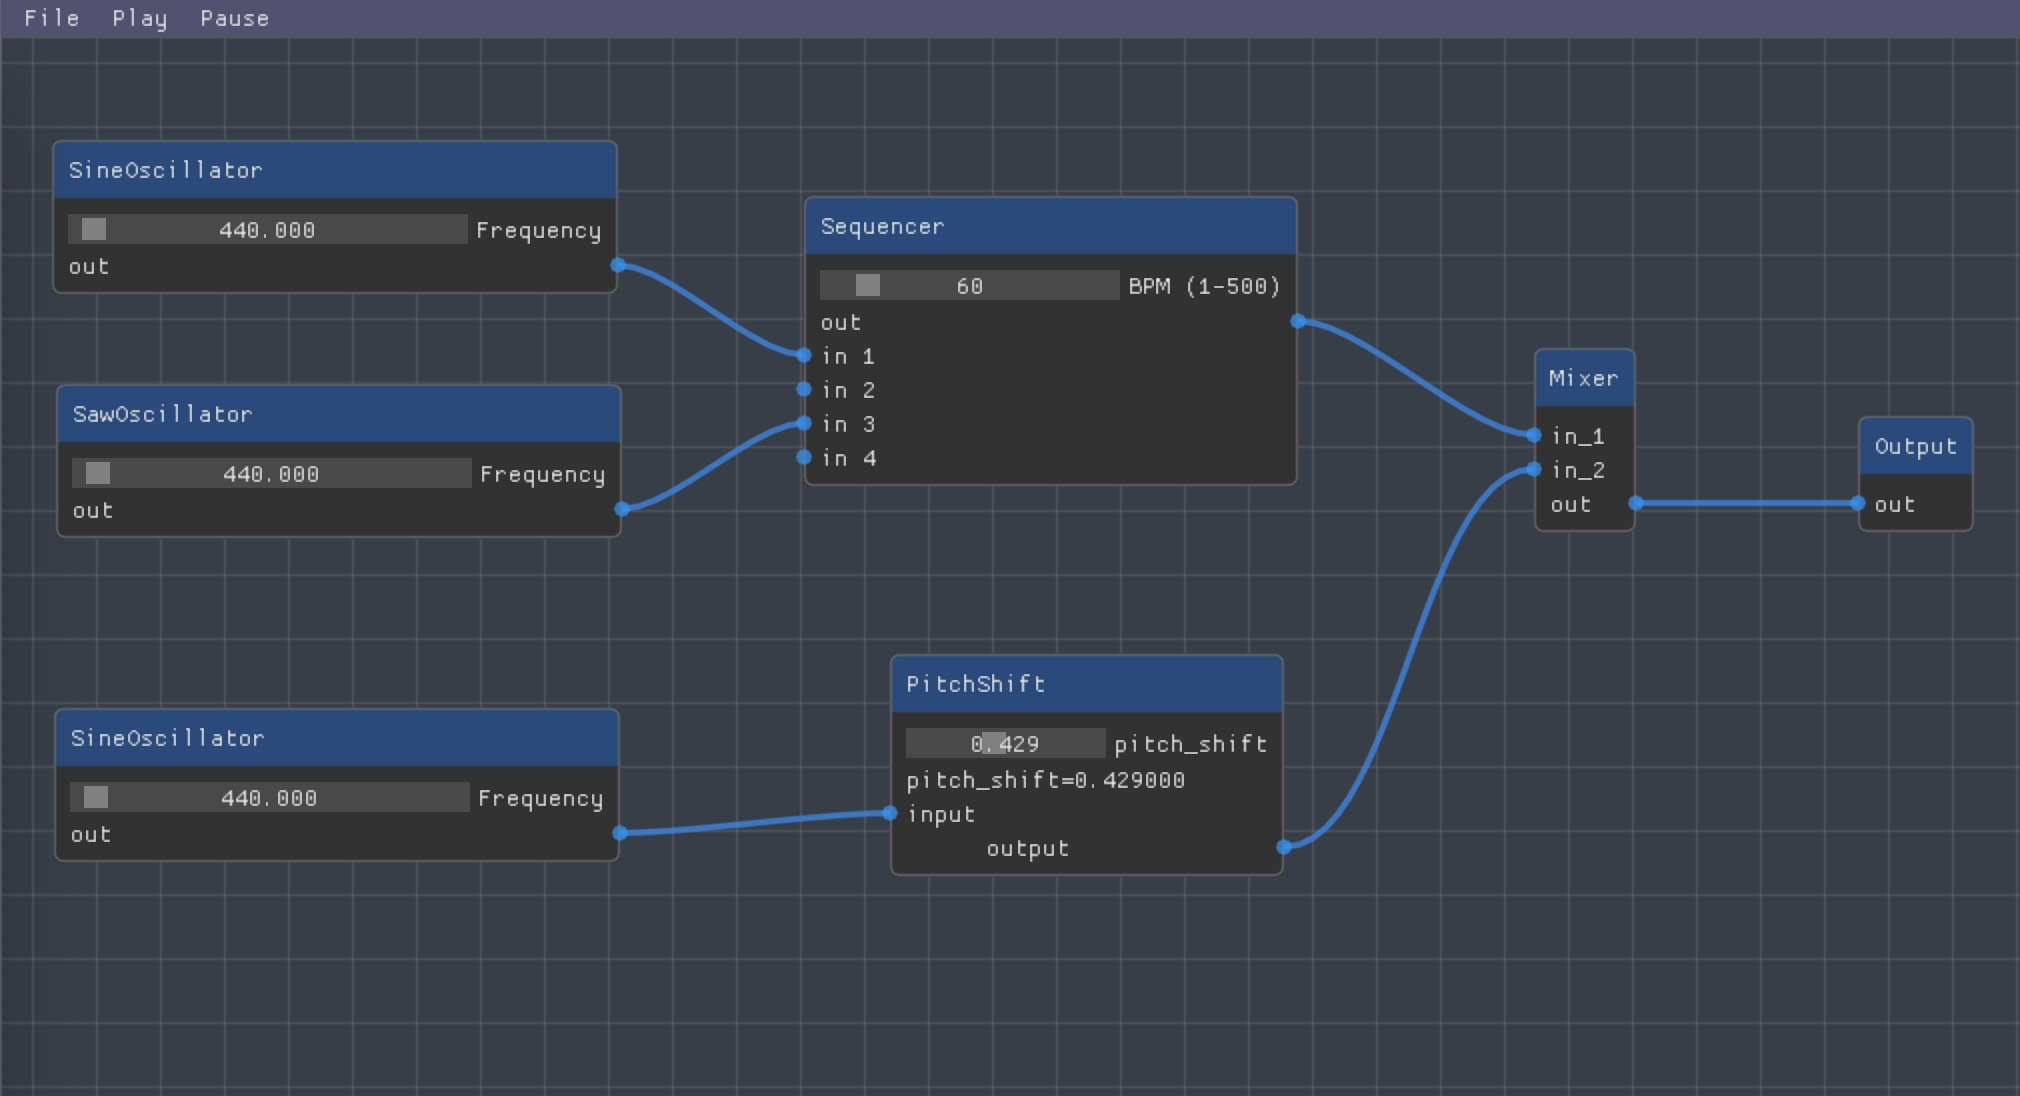 File Play Pause
SineOscillator
440.000 Frequency
out
SawOscillator
440.000 Frequency
out
SineOscillator
440.000 Frequency
out
Sequencer
60 BPM (1-500)
out
in 1
in 2
in 3
in 4
PitchShift
0.429 pitch_shift
pitch_shift=0.429000
input
output
Mixer
in_1
in_2
out
Output
out